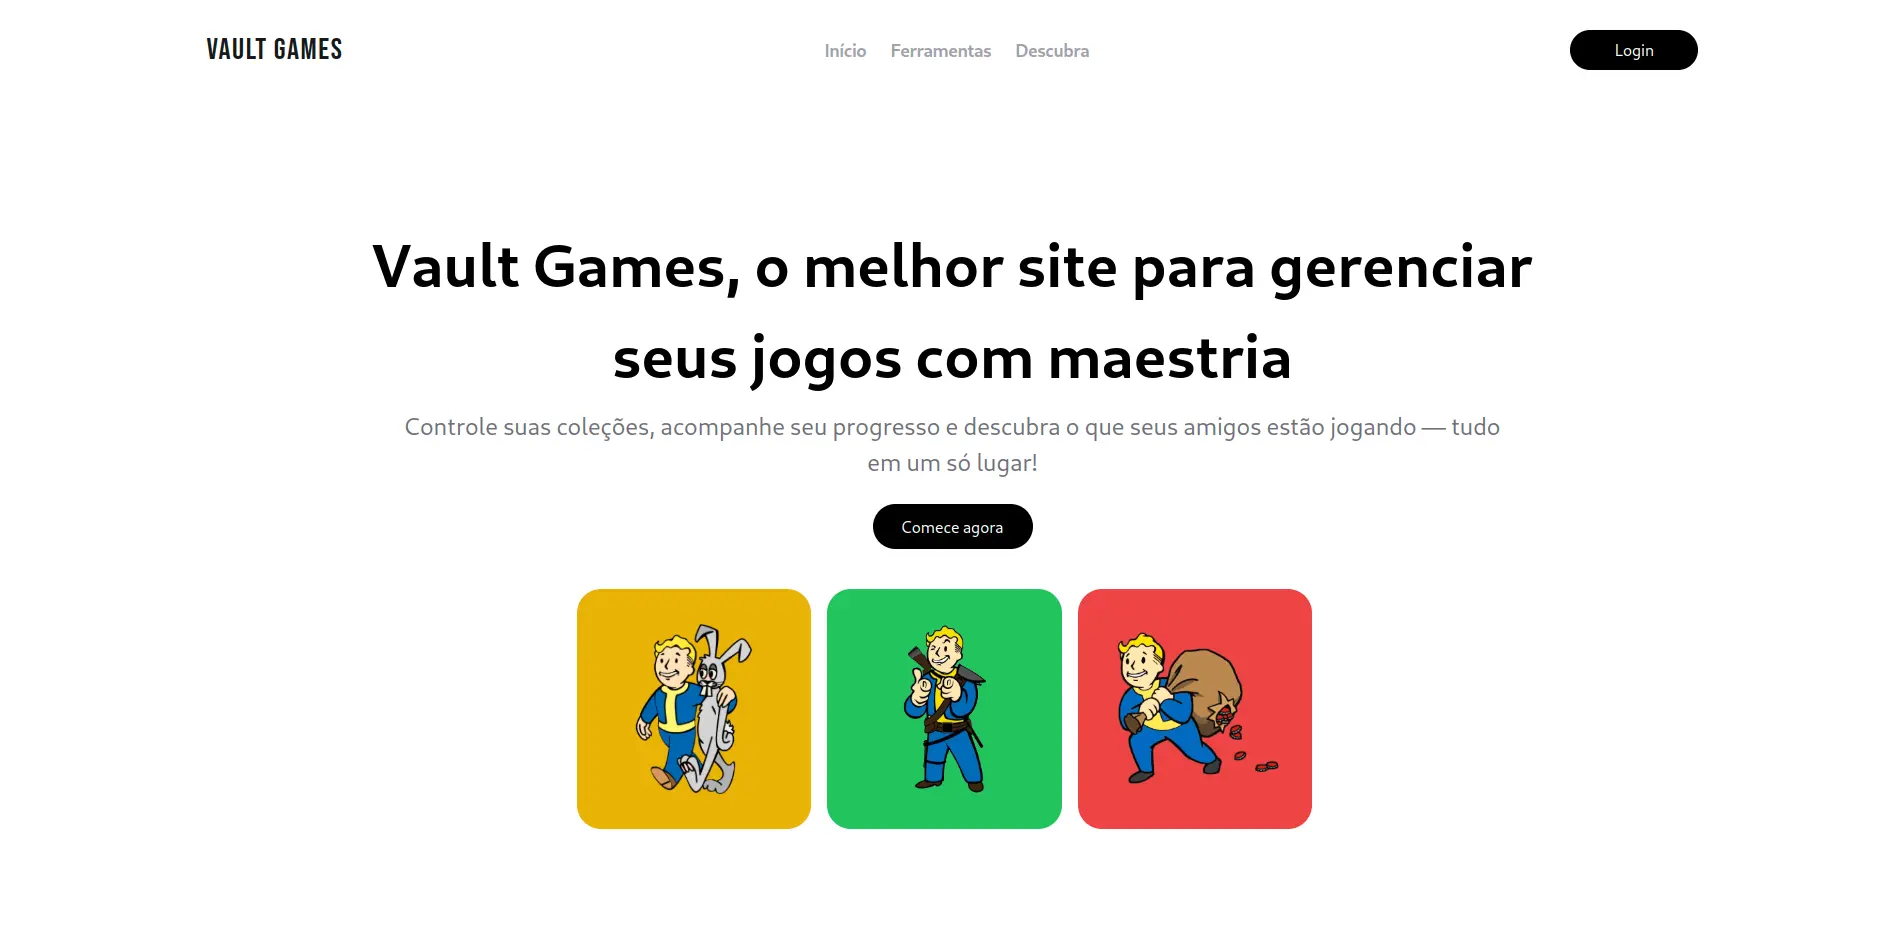 VAULT GAMES
Início Ferramentas Descubra
Login
Vault Games, o melhor site para gerenciar
seus jogos com maestria
Controle suas coleções, acompanhe seu progresso e descubra o que seus amigos estão jogando — tudo
em um só lugar!
Comece agora